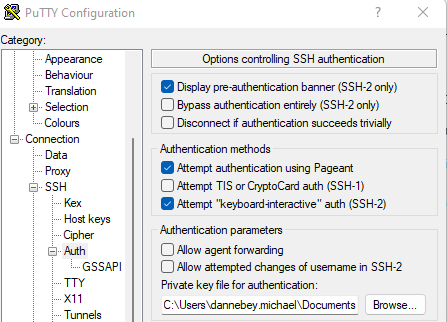 PuTTY Configuration
Category:
Appearance
Behaviour
Translation
Selection
Colours
Connection
Data
Proxy
SSH
Kex
Host keys
Cipher
Auth
GSSAPI
TTY
X11
Tunnels
Options controlling SSH authentication
Display pre-authentication banner (SSH-2 only)
Bypass authentication entirely (SSH-2 only)
Disconnect if authentication succeeds trivially
Authentication methods
Attempt authentication using Pageant
Attempt TIS or CryptoCard auth (SSH-1)
Attempt "keyboard-interactive" auth (SSH-2)
Authentication parameters
Allow agent forwarding
Allow attempted changes of username in SSH-2
Private key file for authentication:
C:\Users\dannebey.michael\Documents
Browse...